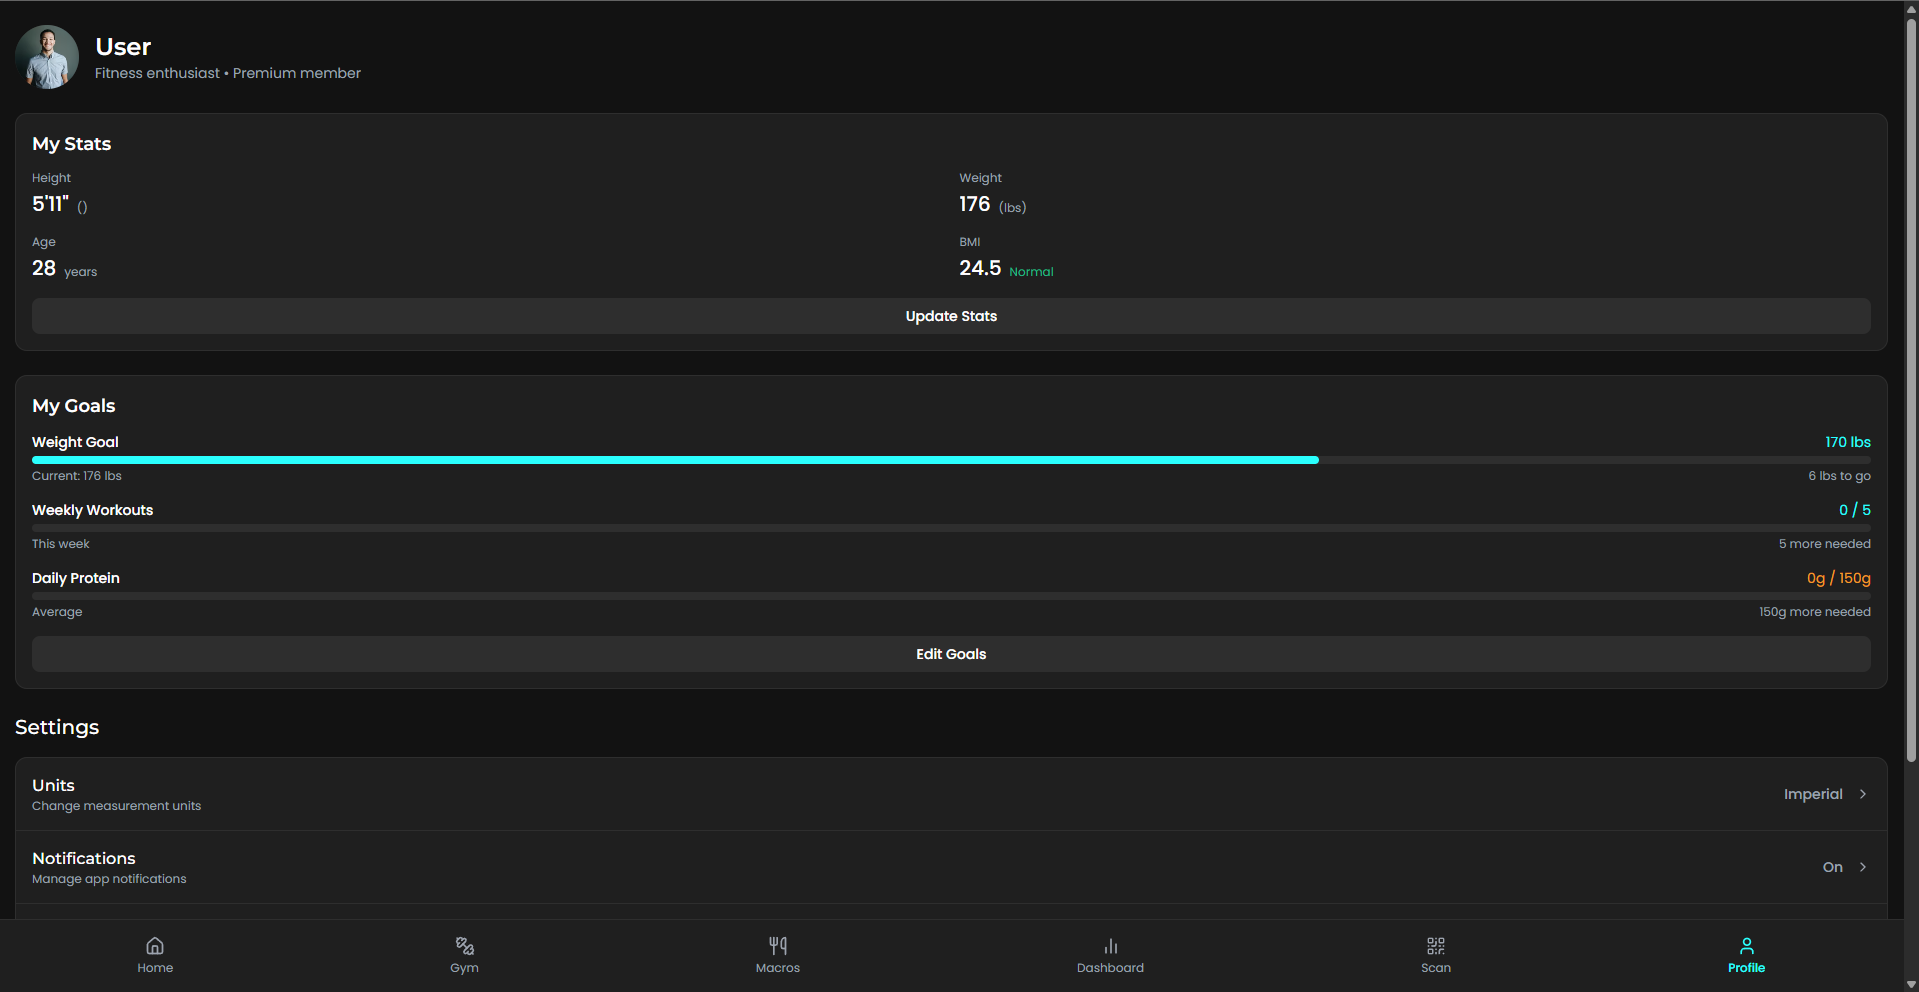 User
Fitness enthusiast • Premium member
My Stats
Height
5'11" ()
Weight
176 (lbs)
Age
28 years
BMI
24.5 Normal
Update Stats
My Goals
Weight Goal
170 lbs
Current: 176 lbs
6 lbs to go
Weekly Workouts
0 / 5
This week
5 more needed
Daily Protein
0g / 150g
Average
150g more needed
Edit Goals
Settings
Units
Change measurement units
Imperial
Notifications
Manage app notifications
On
Home
Gym
Macros
Dashboard
Scan
Profile